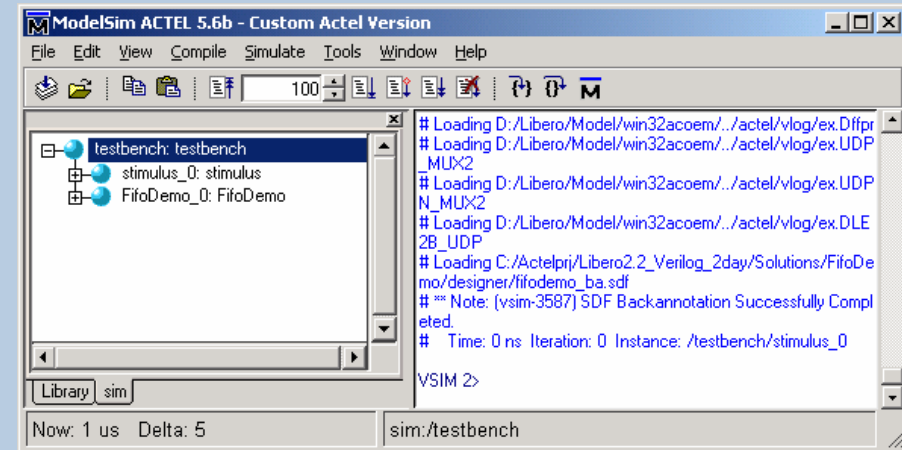 ModelSim ACTEL 5.6b - Custom Actel Version
File Edit View Compile Simulate Tools Window Help
100
testbench: testbench
stimulus_0: stimulus
FifoDemo_0: FifoDemo
Library sim
# Loading D:/Libero/Model/win32acoem/../actel/vlog/ex.Dffpr
# Loading D:/Libero/Model/win32acoem/../actel/vlog/ex.UDP
_MUX2
# Loading D:/Libero/Model/win32acoem/../actel/vlog/ex.UDP
N_MUX2
# Loading D:/Libero/Model/win32acoem/../actel/vlog/ex.DLE
2B_UDP
# Loading C:/Actelprj/Libero2.2_Verilog_2day/Solutions/FifoDe
mo/designer/fifodemo_ba.sdf
# ** Note: (vsim-3587) SDF Backannotation Successfully Compl
eted.
# Time: 0 ns Iteration: 0 Instance: /testbench/stimulus_0
VSIM 2>
Now: 1 us Delta: 5
sim:/testbench